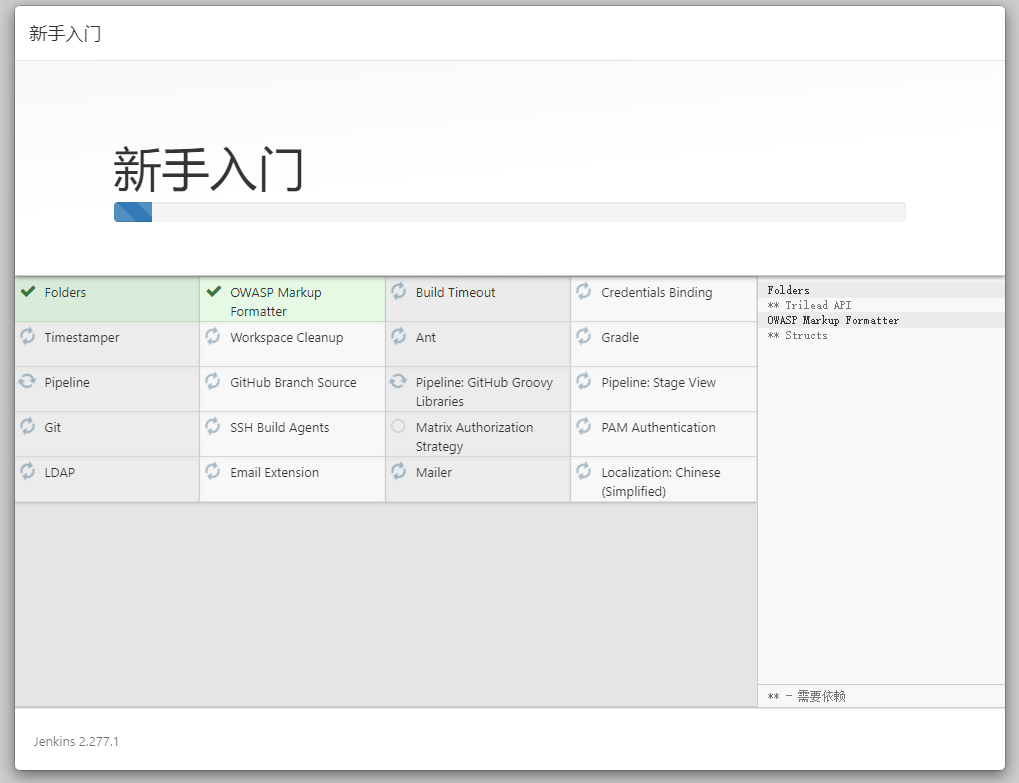 新手入门
新手入门
Folders
OWASP Markup
Formatter
Build Timeout
Credentials Binding
Timestamper
Workspace Cleanup
Ant
Gradle
Pipeline
GitHub Branch Source
Pipeline: GitHub Groovy
Libraries
Pipeline: Stage View
Git
SSH Build Agents
Matrix Authorization
Strategy
PAM Authentication
LDAP
Email Extension
Mailer
Localization: Chinese
(Simplified)
Folders
** Trilead API
OWASP Markup Formatter
** Structs
** - 需要依赖
Jenkins 2.277.1